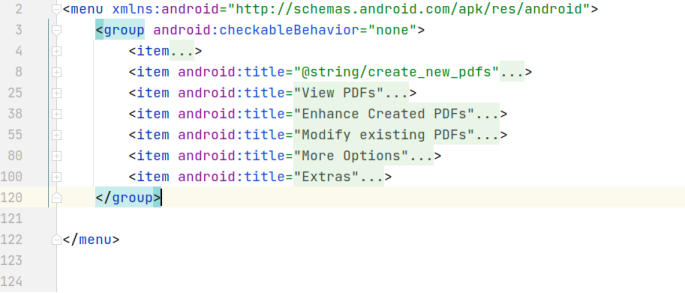 2 <menu xmlns:android="http://schemas.android.com/apk/res/android">
3 <group android:checkableBehavior="none">
4 <item...>
8 <item android:title="@string/create_new_pdfs"...>
25 <item android:title="View PDFs"...>
38 <item android:title="Enhance Created PDFs"...>
55 <item android:title="Modify existing PDFs"...>
80 <item android:title="More Options"...>
100 <item android:title="Extras"...>
120 </group>
121
122 </menu>
123
124